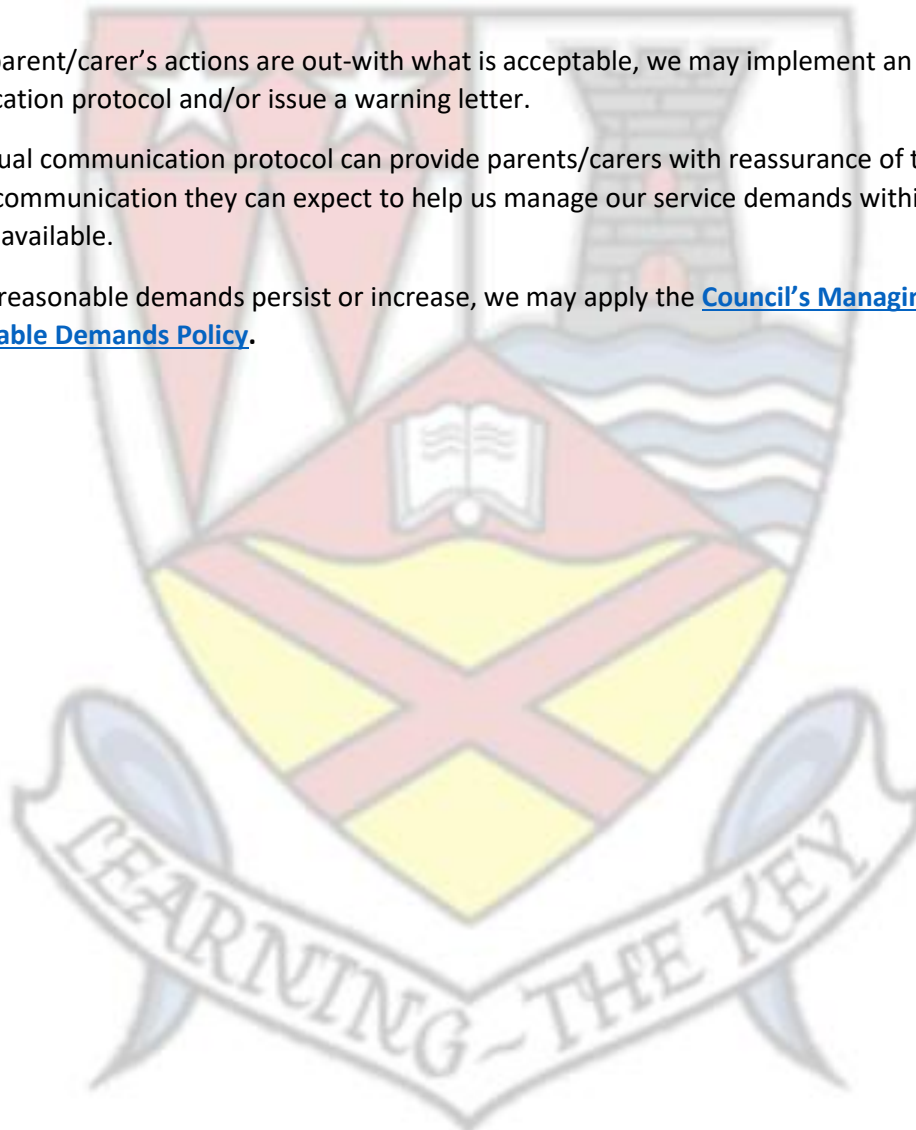 parent/carer's actions are out-with what is acceptable, we may implement an
cation protocol and/or issue a warning letter.
ual communication protocol can provide parents/carers with reassurance of t
communication they can expect to help us manage our service demands withi
available.
reasonable demands persist or increase, we may apply the Council's Managin
able Demands Policy.
LEARNING ~ THE KEY